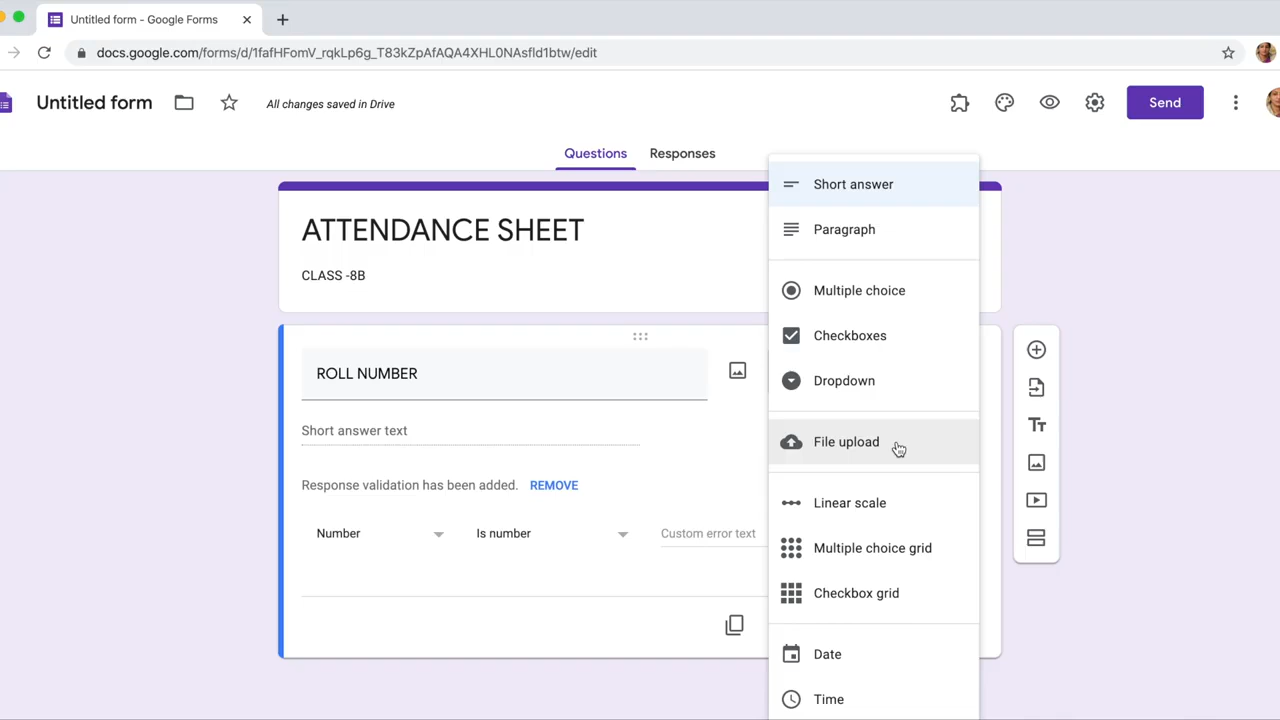 Untitled form - Google Forms
docs.google.com/forms/d/1fafHFomV_rqkLp6g_T83kZpAfAQA4XHL0NAsfId1btw/edit
Untitled form
All changes saved in Drive
Send
Questions
Responses
ATTENDANCE SHEET
CLASS -8B
ROLL NUMBER
Short answer text
Response validation has been added. REMOVE
Number
Is number
Custom error text
Short answer
Paragraph
Multiple choice
Checkboxes
Dropdown
File upload
Linear scale
Multiple choice grid
Checkbox grid
Date
Time